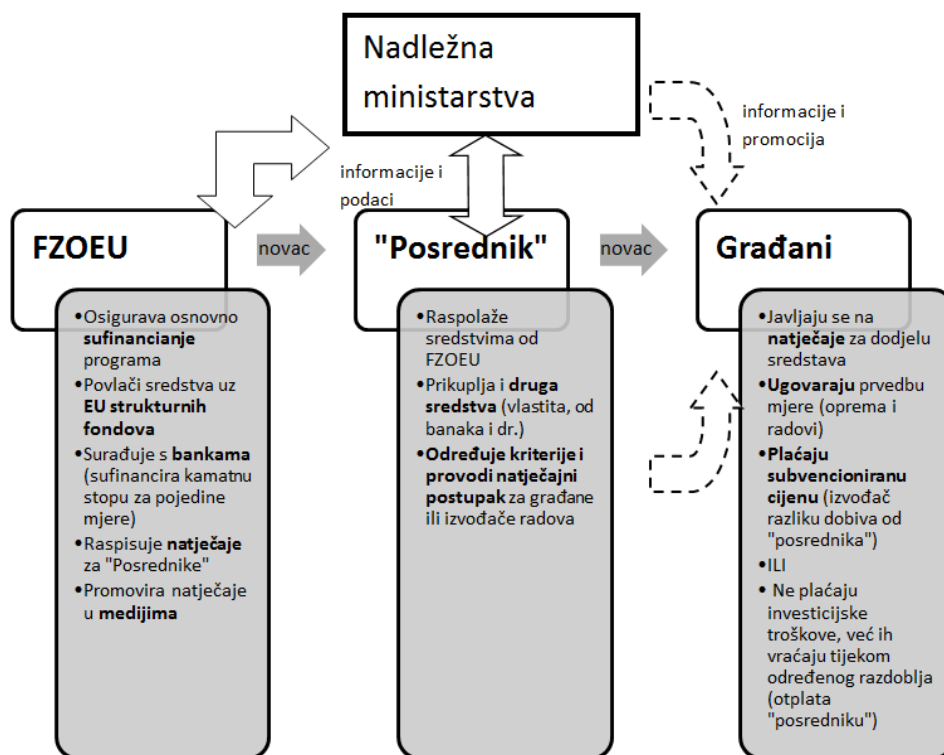 Nadležna
ministarstva
informacije i
promocija
informacije i
podaci
FZOEU
novac
"Posrednik"
novac
Građani
•Osigurava osnovno
sufinancianje
programa
•Povlači sredstva uz
EU strukturnih
fondova
•Surađuje s bankama
(sufinancira kamatnu
stopu za pojedine
mjere)
•Raspisuje natječaje
za "Posrednike"
•Promovira natječaje
u medijima
•Raspolaže
sredstvima od
FZOEU
•Prikuplja i druga
sredstva (vlastita, od
banaka i dr.)
•Određuje kriterije i
provodi natječajni
postupak za građane
ili izvođače radova
•Javljaju se na
natječaje za dodjelu
sredstava
•Ugovaraju prvedbu
mjere (oprema i
radovi)
•Plaćaju
subvencioniranu
cijenu (izvođač
razliku dobiva od
"posrednika")
•ILI
• Ne plaćaju
investicijske
troškove, već ih
vraćaju tijekom
određenog razdoblja
(otplata
"posredniku")